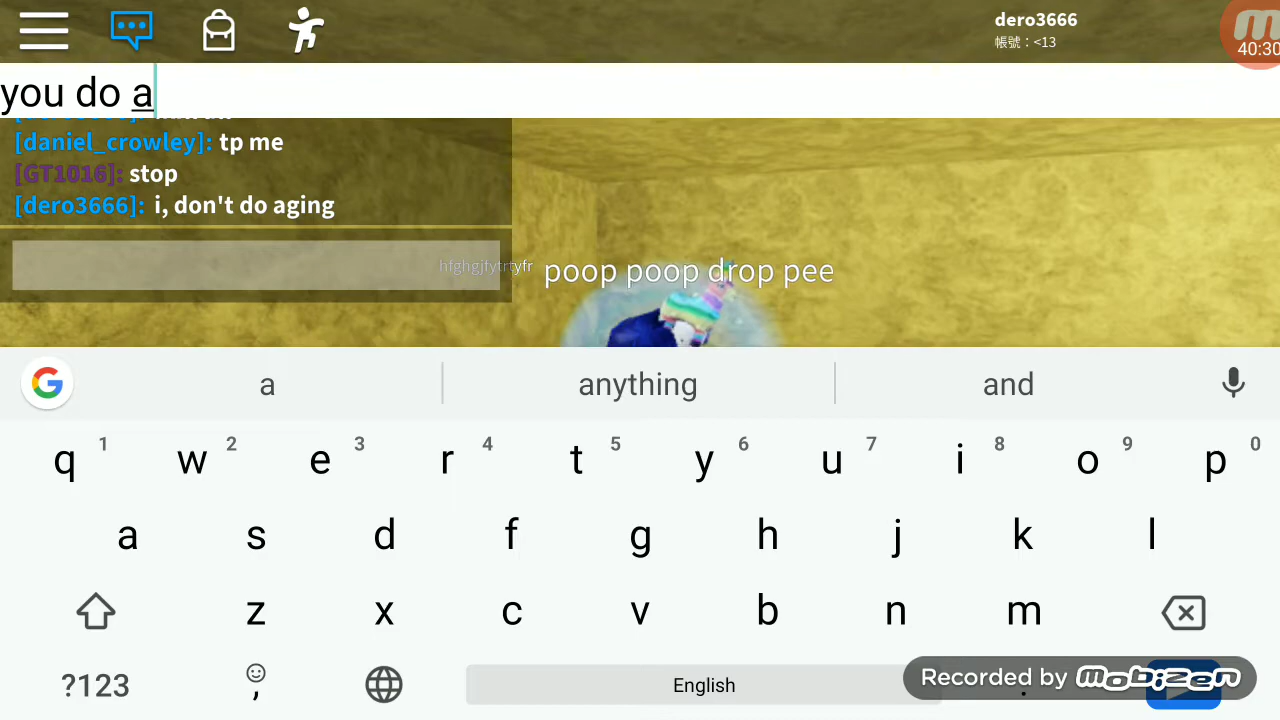 dero3666
帳號：<13
40:30
you do a
[daniel_crowley]: tp me
[GT1016]: stop
[dero3666]: i, don't do aging
hfghgjfytrtyfr
poop poop drop pee
a anything and
q 1 w 2 e 3 r 4 t 5 y 6 u 7 i 8 o 9 p 0
a s d f g h j k l
z x c v b n m
?123 , English .
Recorded by mobizen